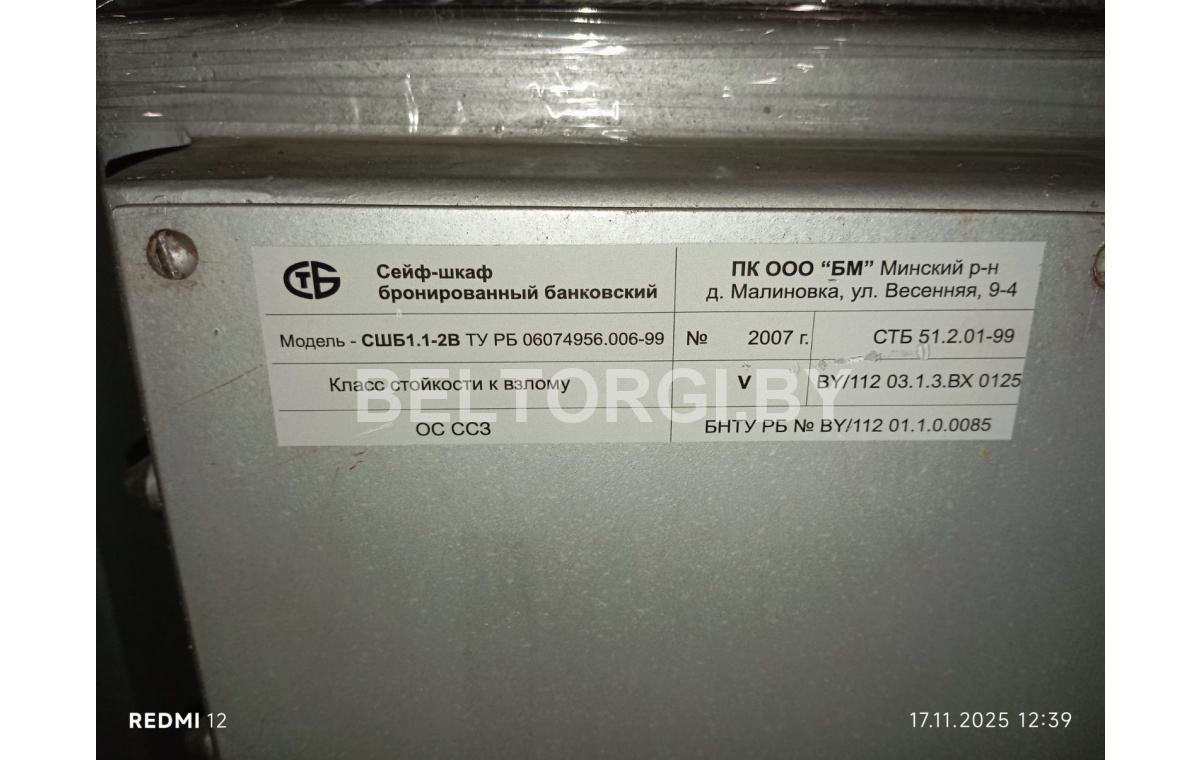 СТБ
Сейф-шкаф
бронированный банковский
ПК ООО “БМ” Минский р-н
д. Малиновка, ул. Весенняя, 9-4
Модель - СШБ1.1-2В ТУ РБ 06074956.006-99
№ 2007 г.
СТБ 51.2.01-99
Класс стойкости к взлому
V
BY/112 03.1.3.BX 0125
ОС ССЗ
БНТУ РБ № BY/112 01.1.0.0085
BELTORGI.BY
REDMI 12
17.11.2025 12:39